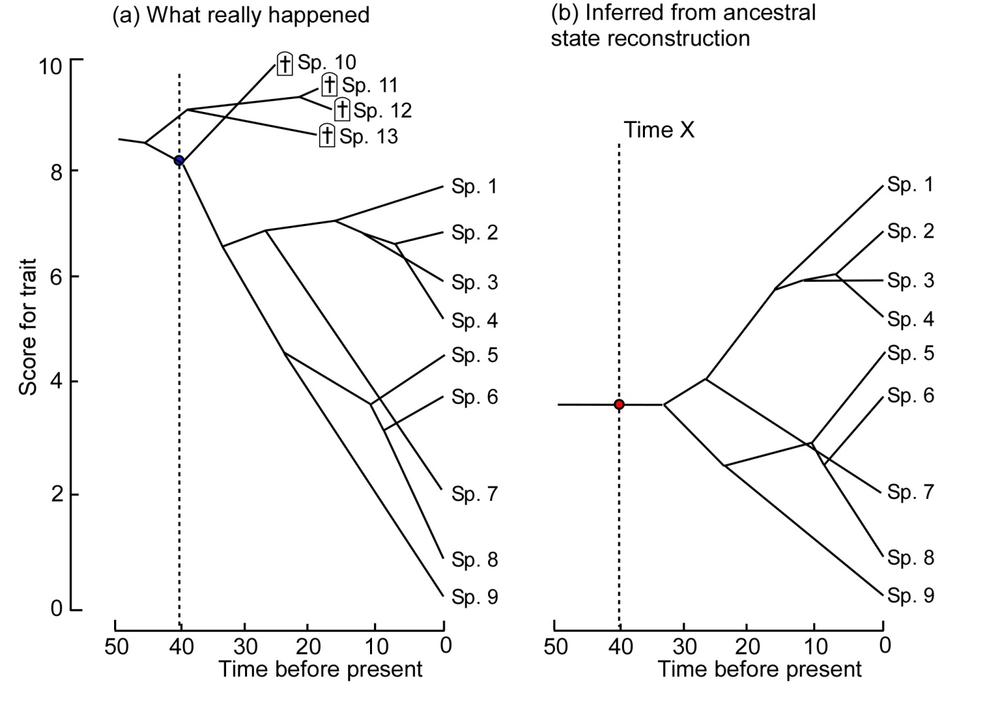 (a) What really happened
(b) Inferred from ancestral
state reconstruction
10
8
6
4
2
0
Score for trait
Sp. 10
Sp. 11
Sp. 12
Sp. 13
Sp. 1
Sp. 2
Sp. 3
Sp. 4
Sp. 5
Sp. 6
Sp. 7
Sp. 8
Sp. 9
50 40 30 20 10 0
Time before present
Time X
Sp. 1
Sp. 2
Sp. 3
Sp. 4
Sp. 5
Sp. 6
Sp. 7
Sp. 8
Sp. 9
50 40 30 20 10 0
Time before present